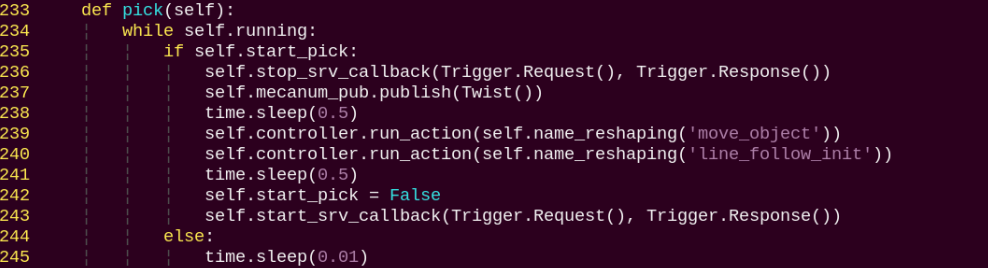 233     def pick(self):
234         while self.running:
235             if self.start_pick:
236                 self.stop_srv_callback(Trigger.Request(), Trigger.Response())
237                 self.mecanum_pub.publish(Twist())
238                 time.sleep(0.5)
239                 self.controller.run_action(self.name_reshaping('move_object'))
240                 self.controller.run_action(self.name_reshaping('line_follow_init'))
241                 time.sleep(0.5)
242                 self.start_pick = False
243                 self.start_srv_callback(Trigger.Request(), Trigger.Response())
244             else:
245                 time.sleep(0.01)